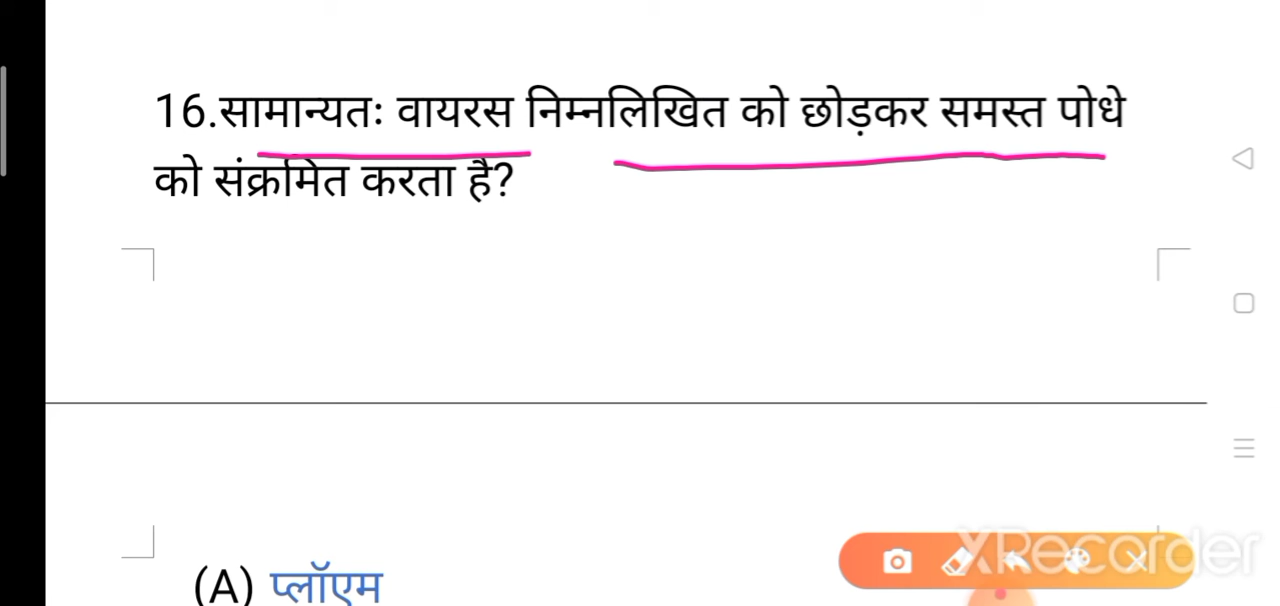 16.सामान्यतः वायरस निम्नलिखित को छोड़कर समस्त पोधे
को संक्रमित करता है?
(A) प्लॉएम
XRecorder